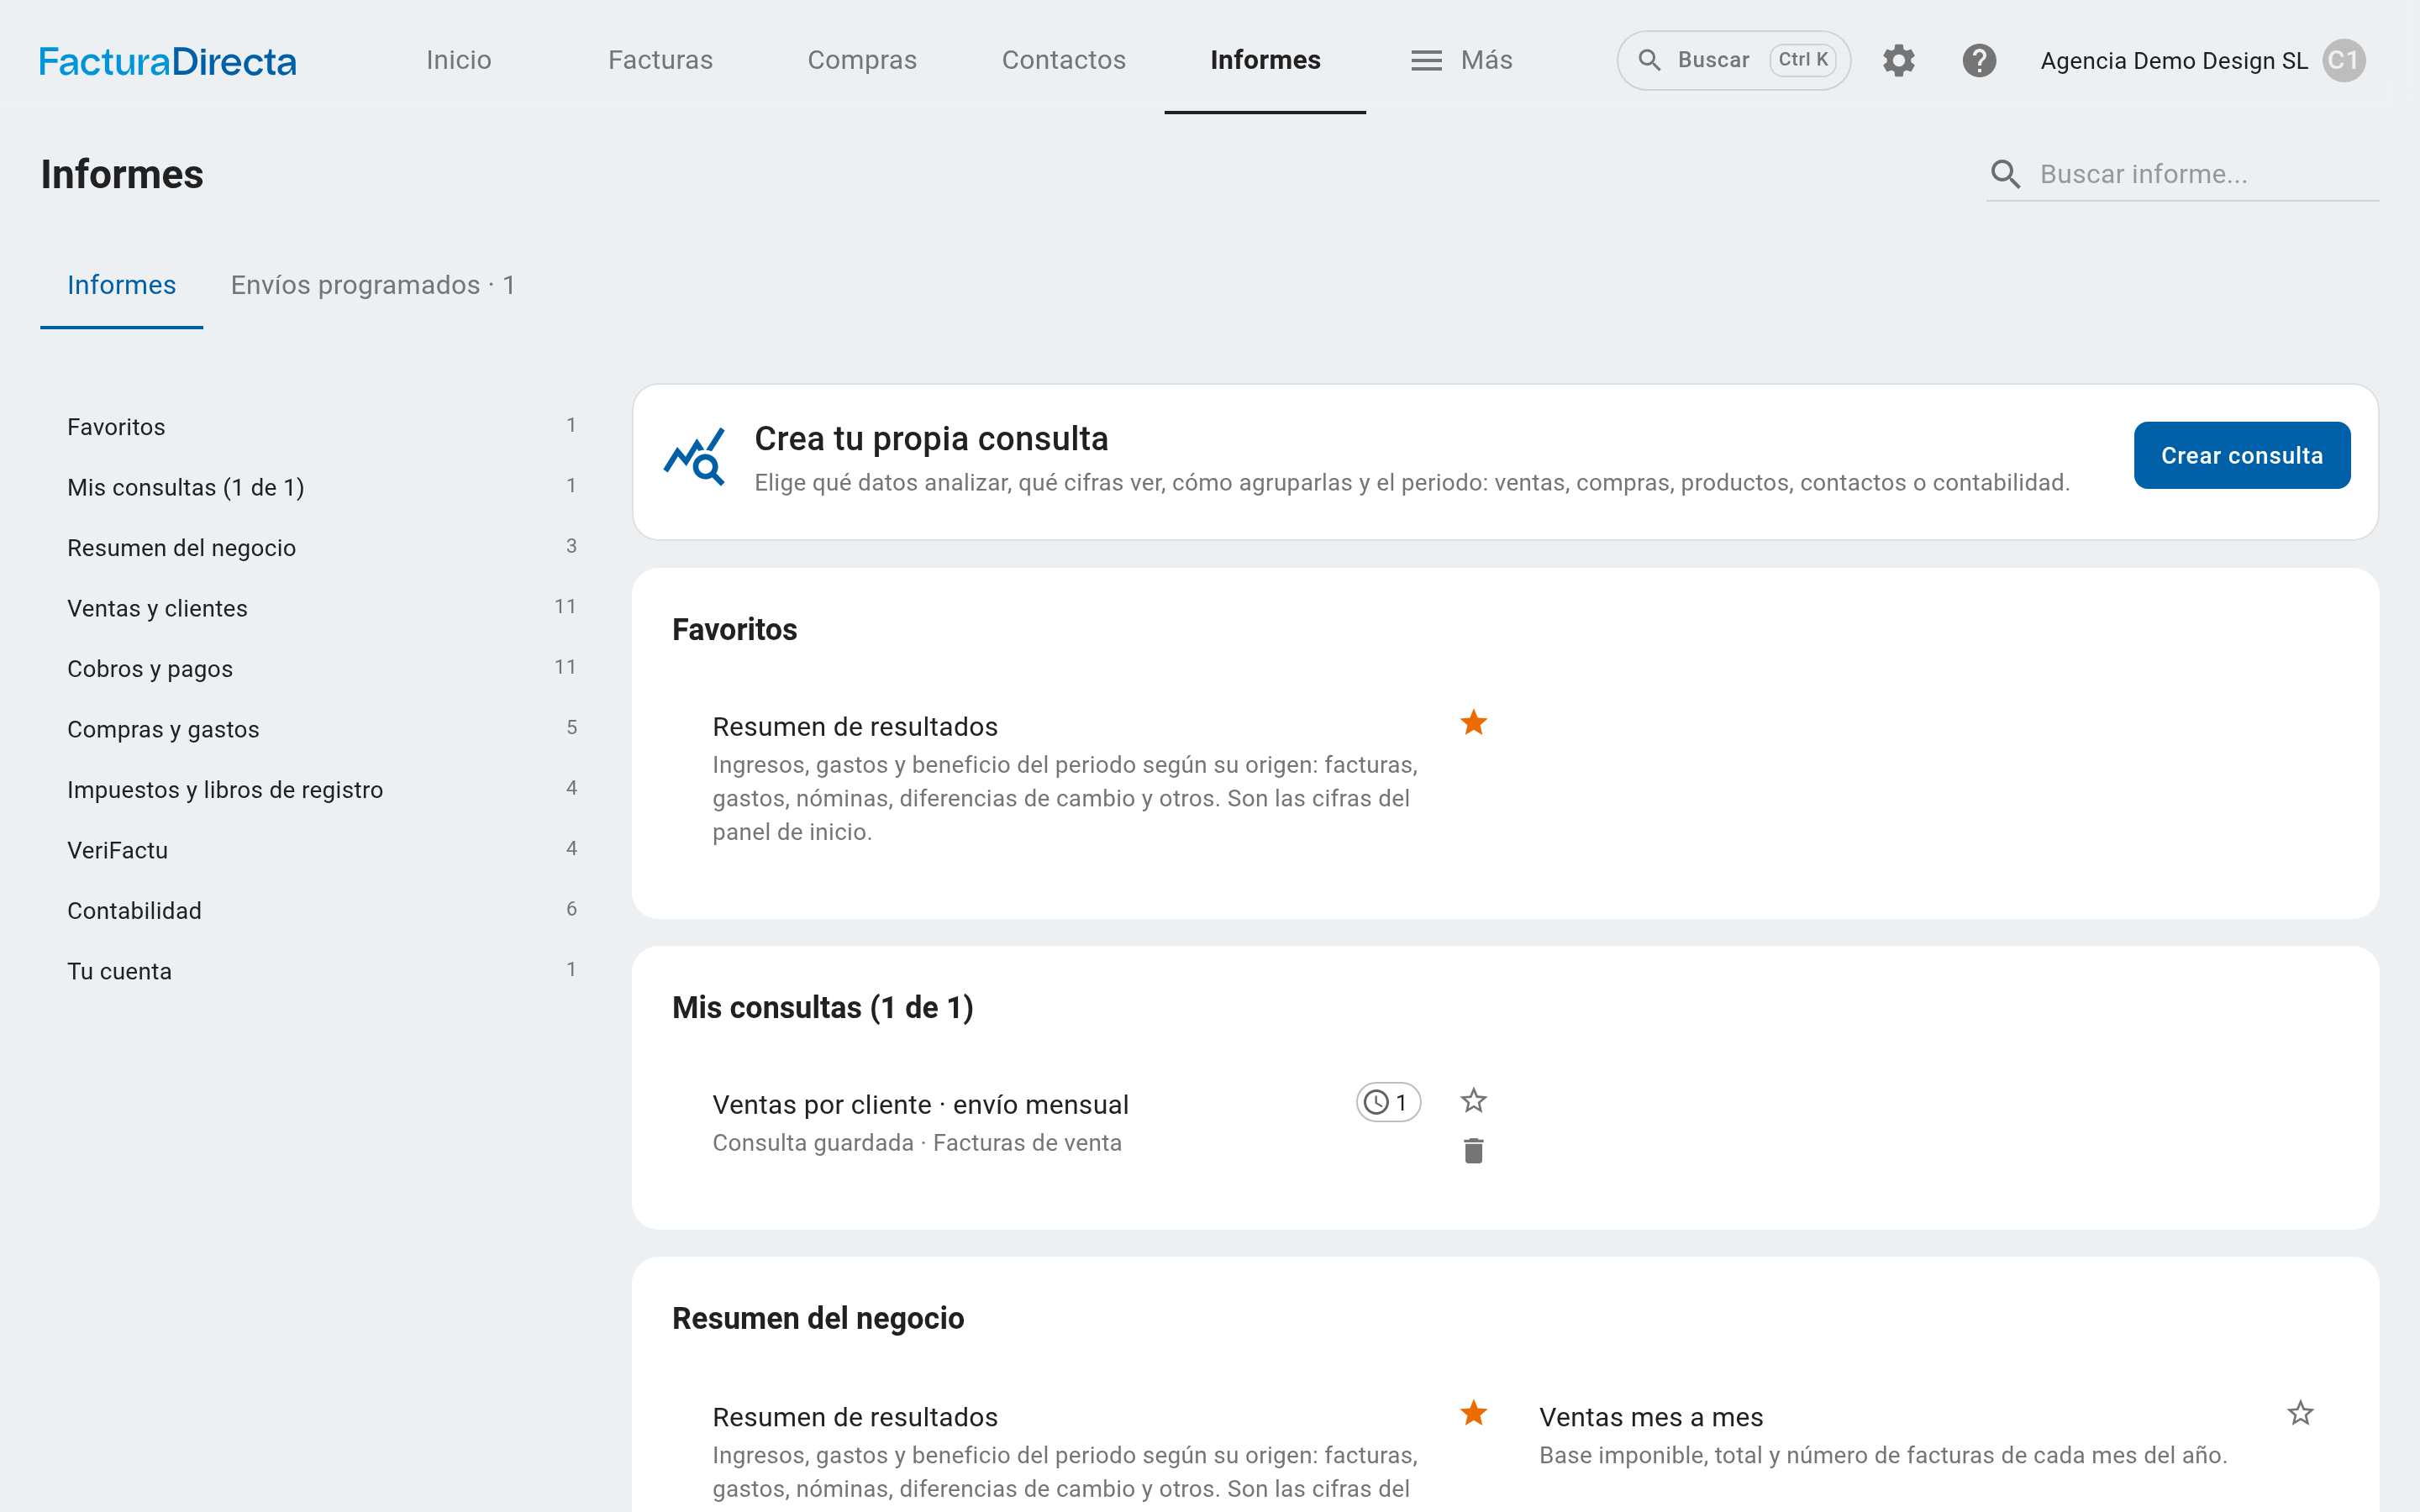 FacturaDirecta
Inicio
Facturas
Compras
Contactos
Informes
Más
Buscar
Ctrl K
Agencia Demo Design SL
C1
Informes
Buscar informe...
Informes
Envíos programados · 1
Favoritos 1
Mis consultas (1 de 1) 1
Resumen del negocio 3
Ventas y clientes 11
Cobros y pagos 11
Compras y gastos 5
Impuestos y libros de registro 4
VeriFactu 4
Contabilidad 6
Tu cuenta 1
Crea tu propia consulta
Elige qué datos analizar, qué cifras ver, cómo agruparlas y el periodo: ventas, compras, productos, contactos o contabilidad.
Crear consulta
Favoritos
Resumen de resultados
Ingresos, gastos y beneficio del periodo según su origen: facturas,
gastos, nóminas, diferencias de cambio y otros. Son las cifras del
panel de inicio.
Mis consultas (1 de 1)
Ventas por cliente · envío mensual
1
Consulta guardada · Facturas de venta
Resumen del negocio
Resumen de resultados
Ingresos, gastos y beneficio del periodo según su origen: facturas,
gastos, nóminas, diferencias de cambio y otros. Son las cifras del
Ventas mes a mes
Base imponible, total y número de facturas de cada mes del año.